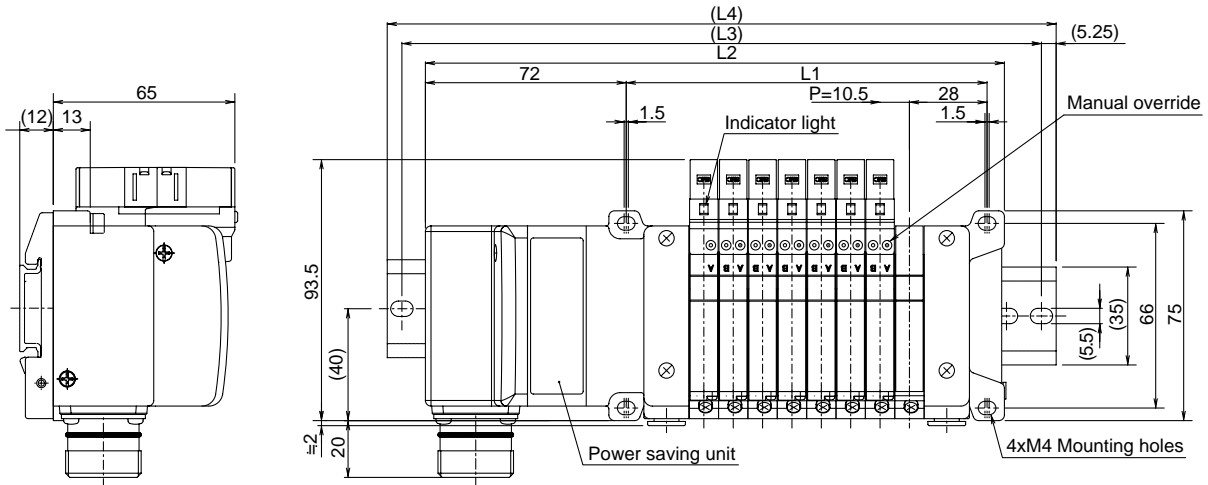 (L4)
(L3)
(5.25)
L2
72
L1
65
P=10.5
28
(12)
13
1.5
1.5
Manual override
Indicator light
93.5
(40)
≒2
20
A
B A
B A
B A
B A
B A
B A
(5.5)
(35)
66
75
Power saving unit
4xM4 Mounting holes